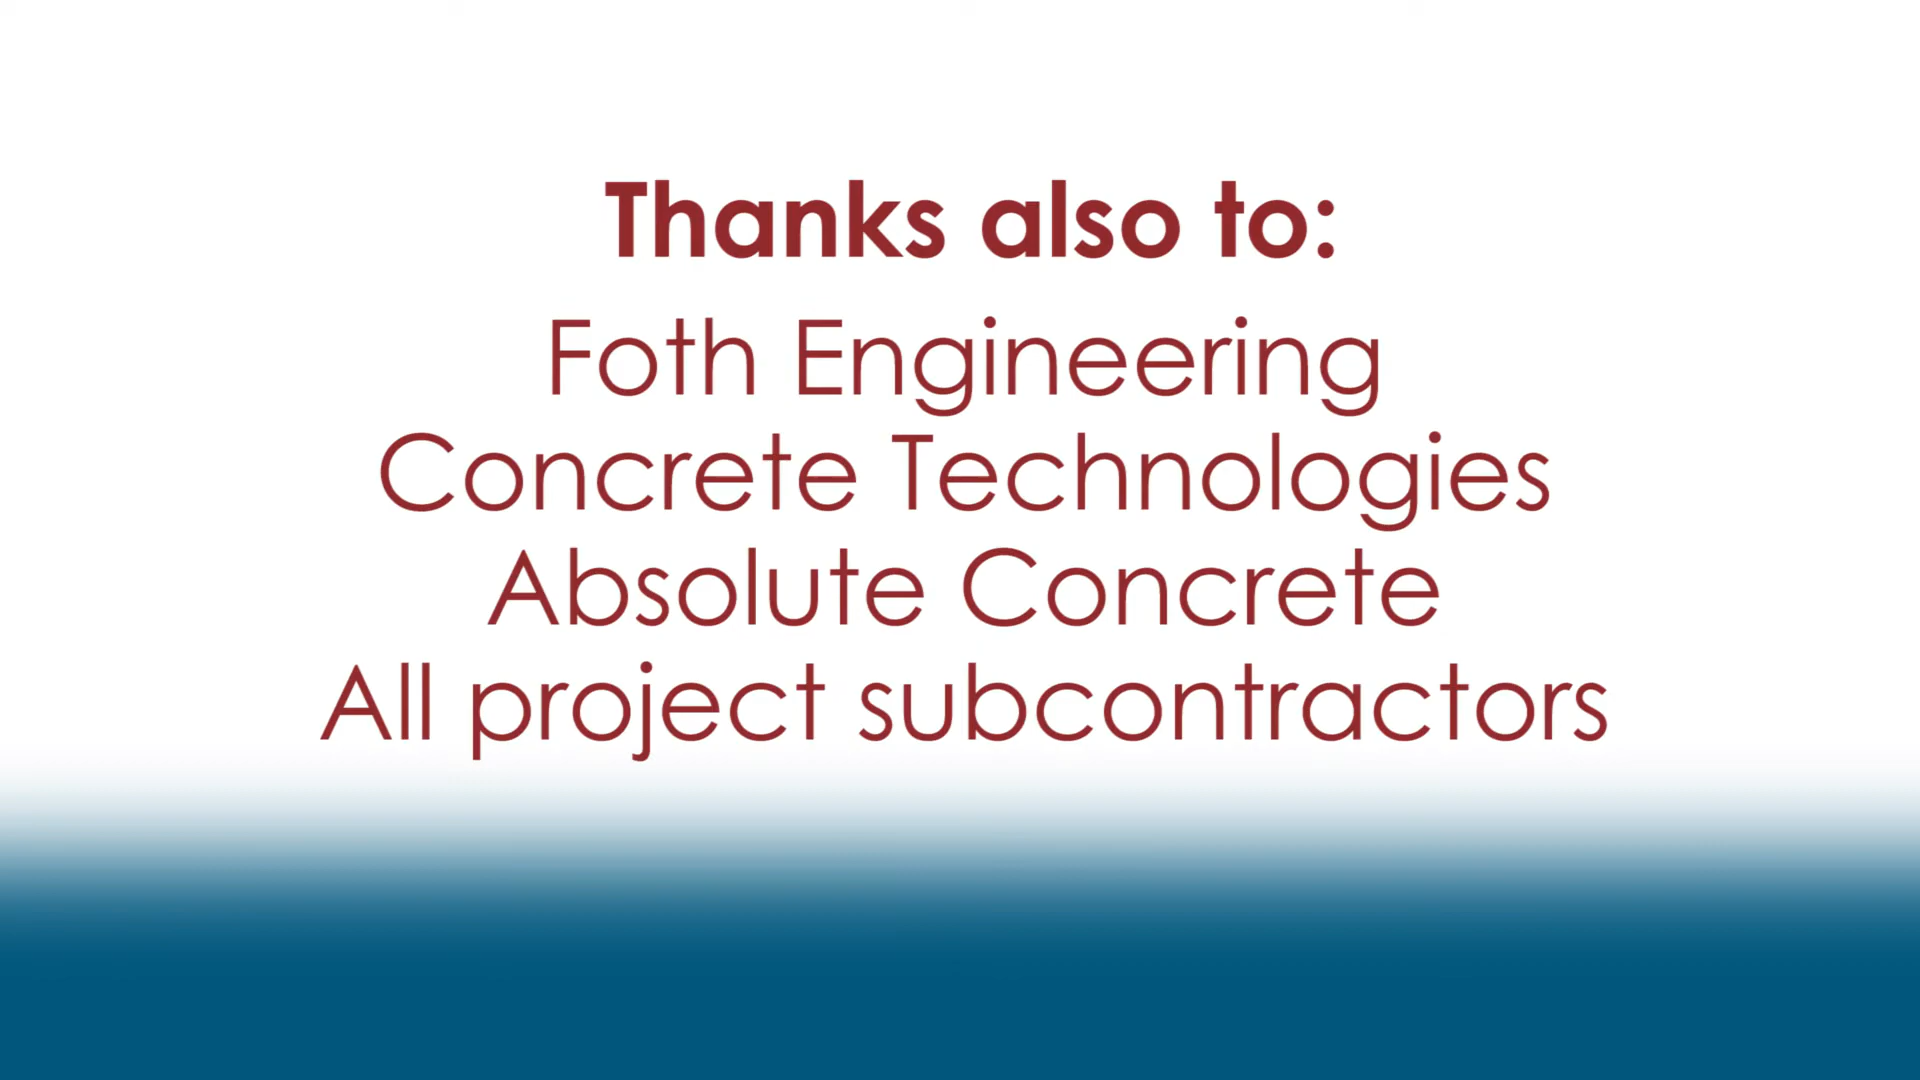 Thanks also to:
Foth Engineering
Concrete Technologies
Absolute Concrete
All project subcontractors